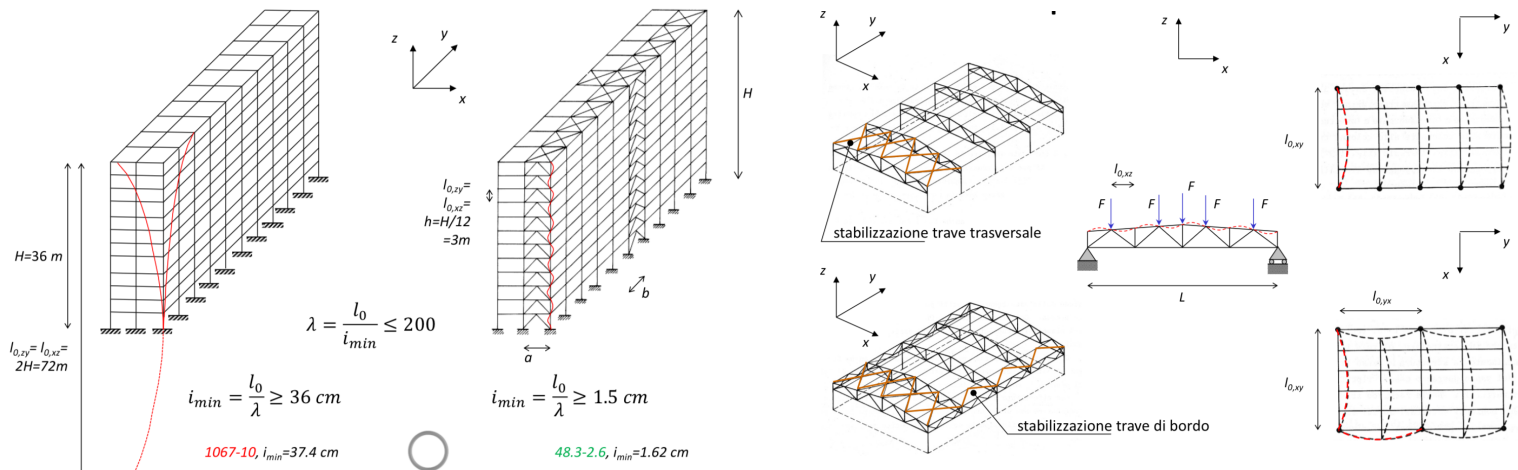 z
y
x
H=36 m
l0,zy= l0,xz=
2H=72m
λ = l0 / imin ≤ 200
imin = l0 / λ ≥ 36 cm
1067-10, imin=37.4 cm
H
l0,zy=
l0,xz=
h=H/12
=3m
a
b
imin = l0 / λ ≥ 1.5 cm
48.3-2.6, imin=1.62 cm
z
y
x
stabilizzazione trave trasversale
z
y
x
stabilizzazione trave di bordo
z
x
l0,xz
F
F
F
F
F
L
y
x
l0,xy
y
x
l0,yx
l0,xy